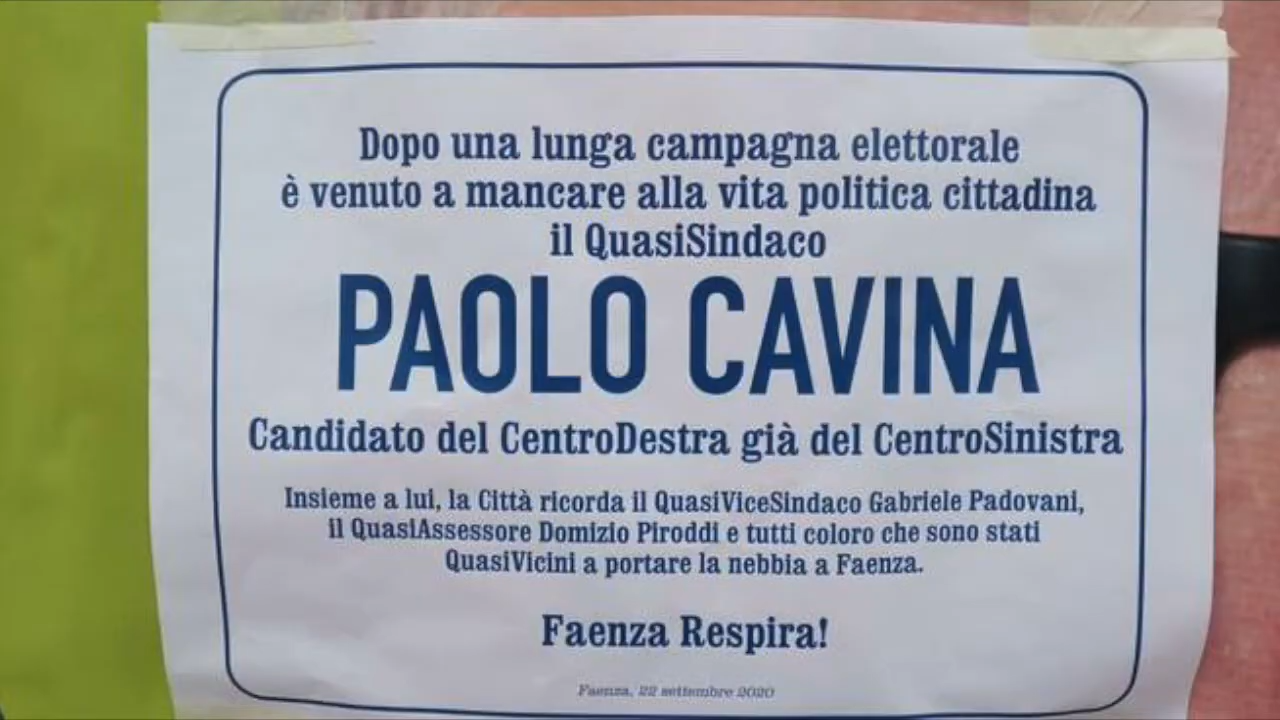 Dopo una lunga campagna elettorale
è venuto a mancare alla vita politica cittadina
il QuasiSindaco
PAOLO CAVINA
Candidato del CentroDestra già del CentroSinistra
Insieme a lui, la Città ricorda il QuasiViceSindaco Gabriele Padovani,
il QuasiAssessore Domizio Piroddi e tutti coloro che sono stati
QuasiVicini a portare la nebbia a Faenza.
Faenza Respira!
Faenza, 22 settembre 2020